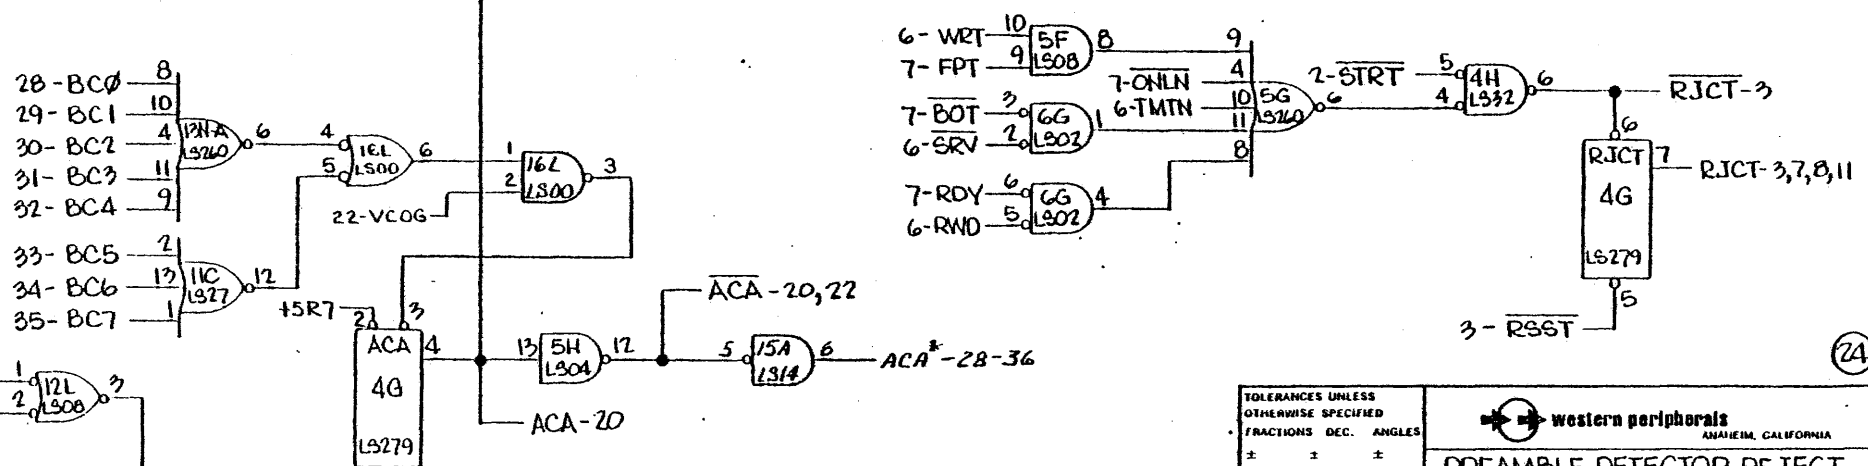 28-BCØ 8
29-BC1 10
30-BC2 4
31-BC3 11
32-BC4 9
13NA
LS260
6
33-BC5 2
34-BC6 13
35-BC7 1
11C
LS27
12
4
5
16L
LS00
6
22-VCOG
1
2
16L
LS00
3
+5R7
2
3
ACA
4
4G
LS279
1
2
12L
LS08
3
13
5H
LS04
12
ACA-20,22
5
15A
LS14
6
ACA*-28-36
ACA-20
6-WRT 10
7-FPT 9
5F
LS08
8
9
7-ONLN 4
6-TMTN 10
11
8
5G
LS260
6
7-BOT 3
6-SRV 2
6G
LS02
1
7-RDY 6
6-RWD 5
6G
LS02
4
2-STRT 5
4
4H
LS32
6
RJCT-3
6
RJCT
7
RJCT-3,7,8,11
4G
LS279
5
3-RSST
24
TOLERANCES UNLESS
OTHERWISE SPECIFIED
FRACTIONS DEC. ANGLES
± ± ±
western peripherals
ANAHEIM, CALIFORNIA
PREAMBLE DETECTOR REJECT